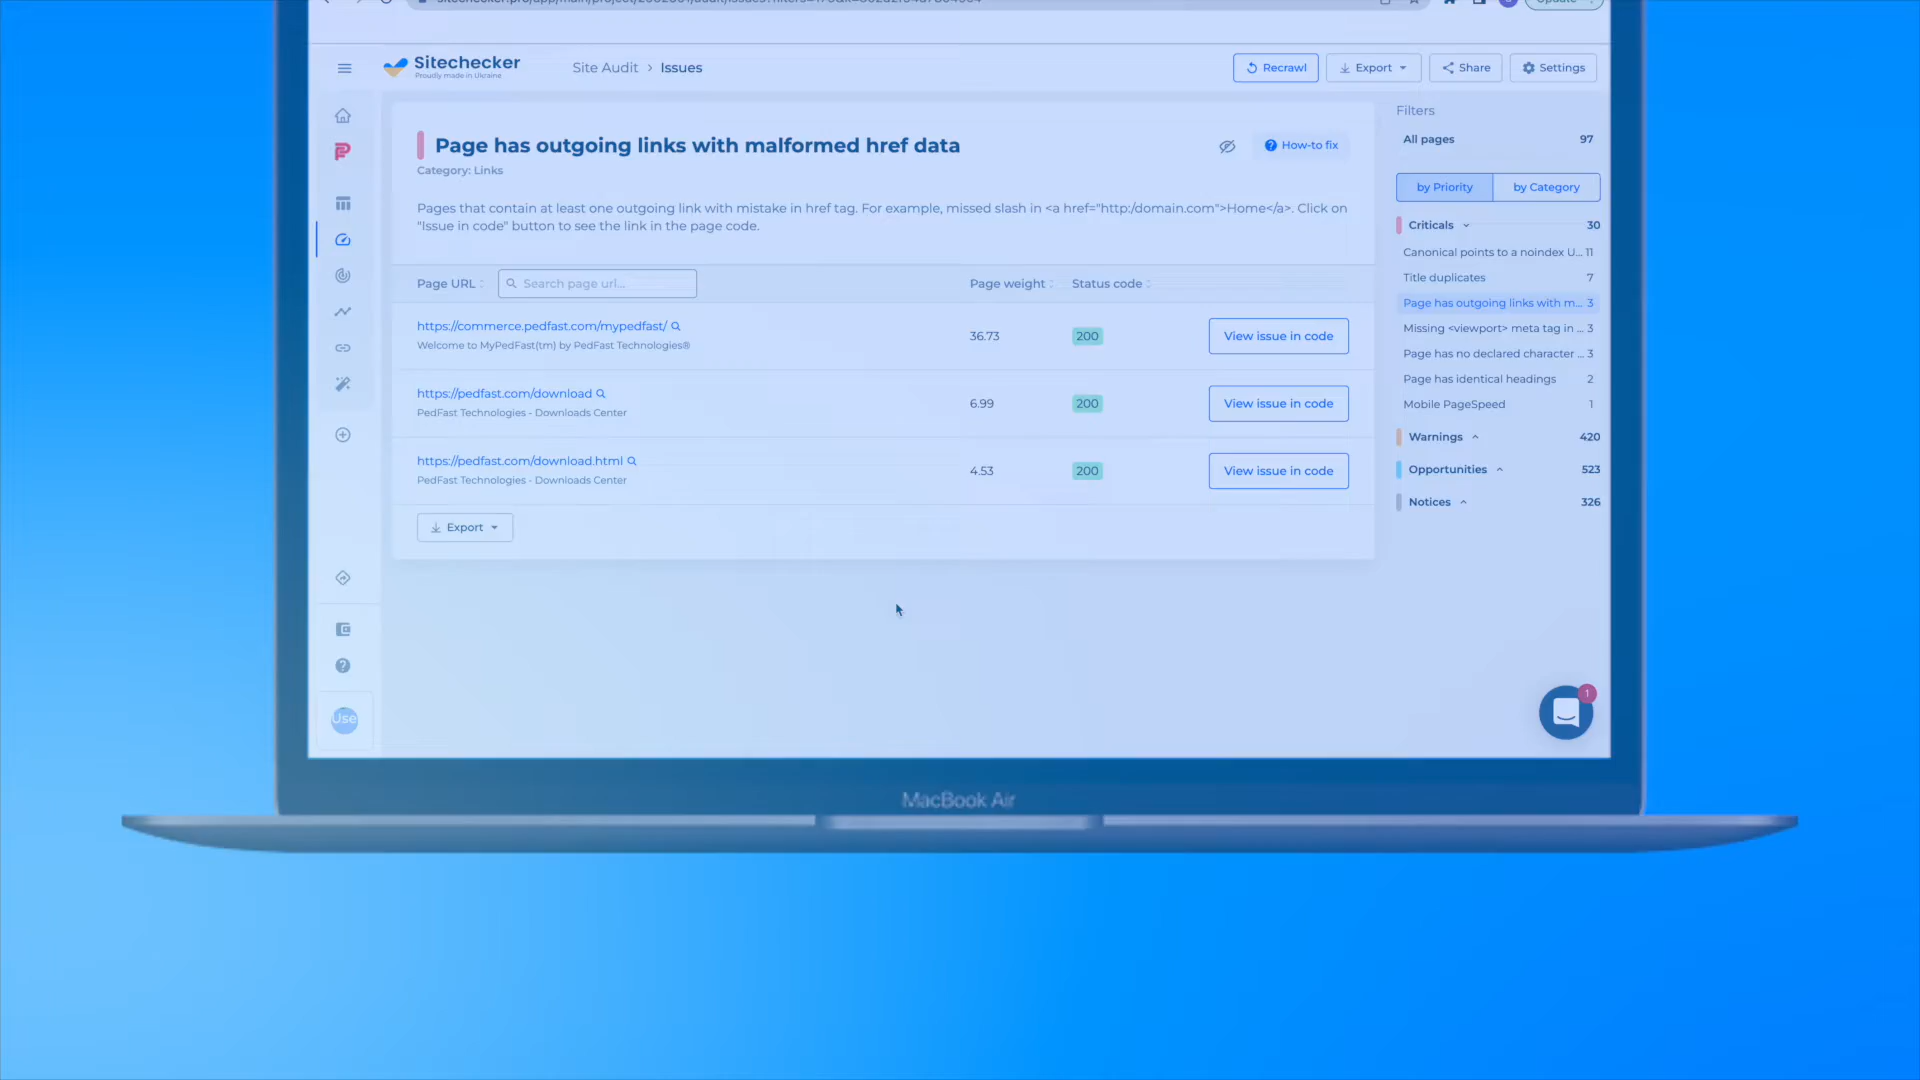 Sitechecker
Proudly made in Ukraine
Site Audit › Issues
Recrawl
Export
Share
Settings
Page has outgoing links with malformed href data
How-to fix
Category: Links
Pages that contain at least one outgoing link with mistake in href tag. For example, missed slash in <a href="http:/domain.com">Home</a>. Click on
"Issue in code" button to see the link in the page code.
Page URL
Search page url...
Page weight
Status code
https://commerce.pedfast.com/mypedfast/
Welcome to MyPedFast(tm) by PedFast Technologies®
36.73
200
View issue in code
https://pedfast.com/download
PedFast Technologies - Downloads Center
6.99
200
View issue in code
https://pedfast.com/download.html
PedFast Technologies - Downloads Center
4.53
200
View issue in code
Export
Filters
All pages 97
by Priority
by Category
Criticals 30
Canonical points to a noindex U... 11
Title duplicates 7
Page has outgoing links with m... 3
Missing <viewport> meta tag in ... 3
Page has no declared character ... 3
Page has identical headings 2
Mobile PageSpeed 1
Warnings 420
Opportunities 523
Notices 326
Use
1
MacBook Air